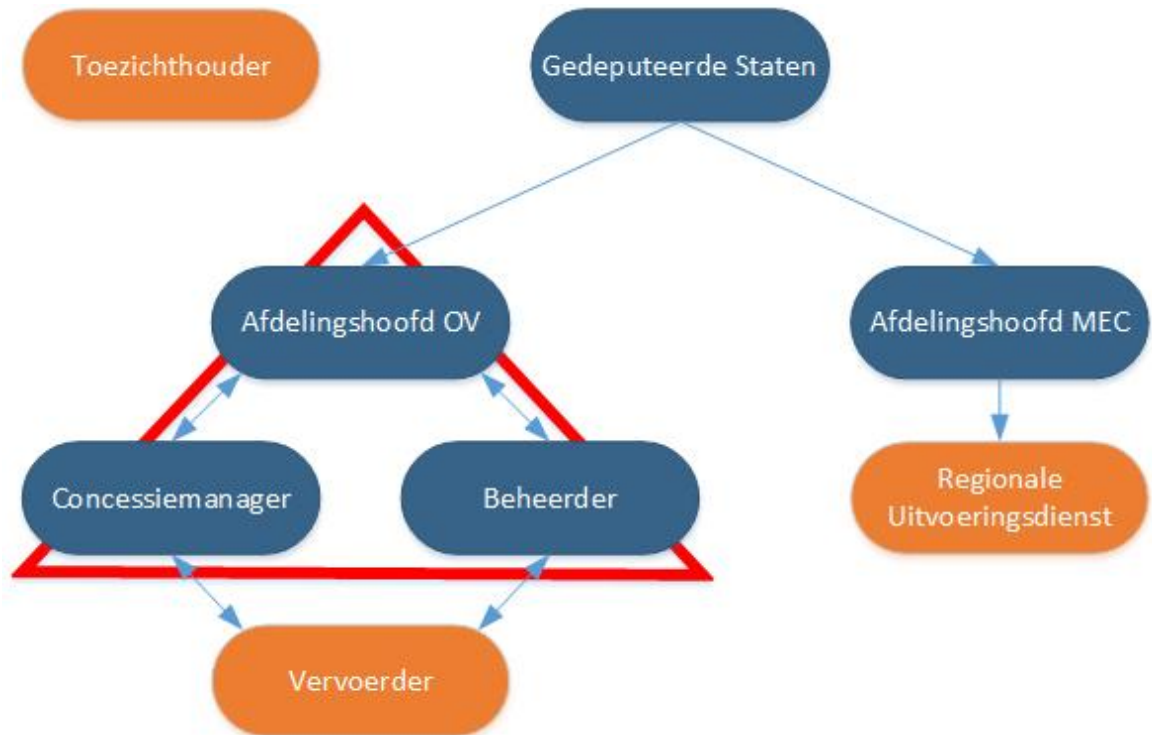 Toezichthouder
Gedeputeerde Staten
Afdelingshoofd OV
Afdelingshoofd MEC
Concessiemanager
Beheerder
Regionale
Uitvoeringsdienst
Vervoerder